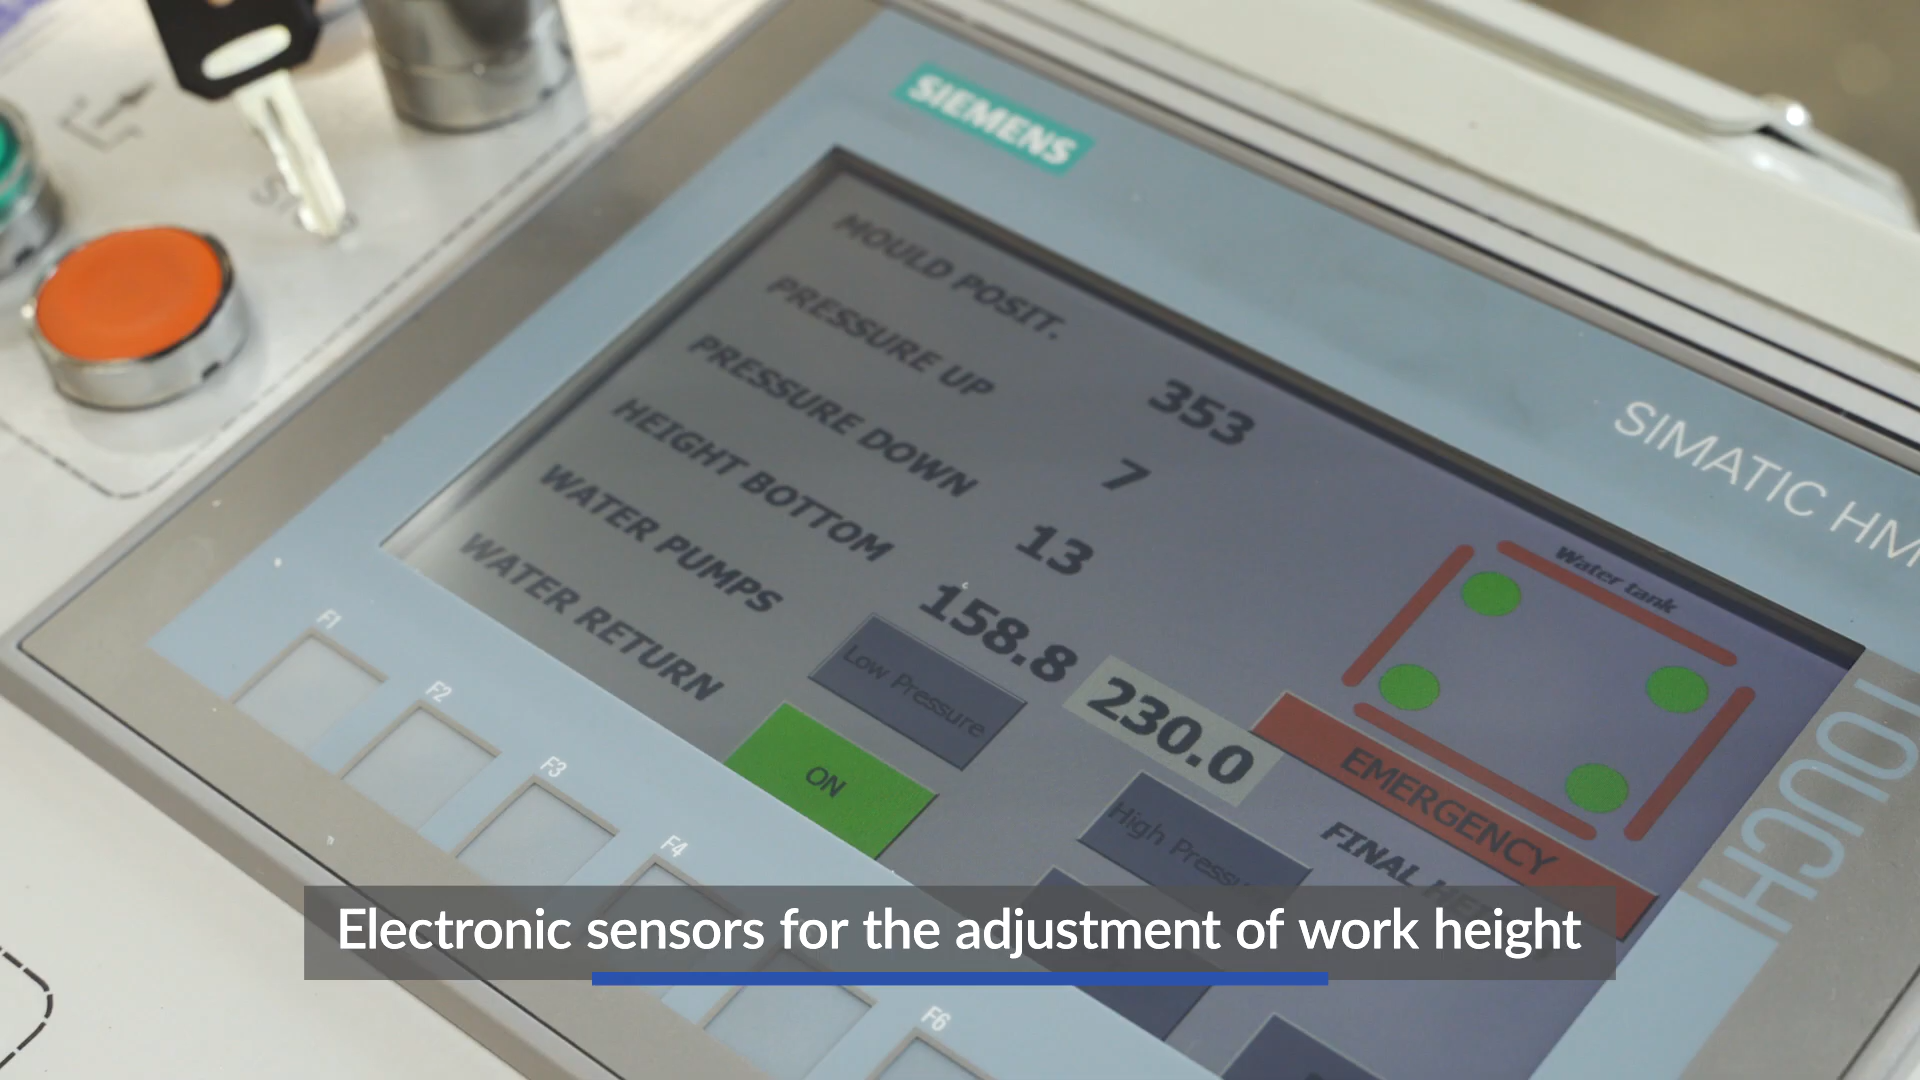 SIEMENS
SIMATIC HM
TOUCH
MOULD POSIT. 353
PRESSURE UP 7
PRESSURE DOWN 13
HEIGHT BOTTOM 158.8 230.0
WATER PUMPS Low Pressure High Pressu
WATER RETURN ON
Water tank
EMERGENCY
FINAL
F1
F2
F3
F4
F6
Electronic sensors for the adjustment of work height